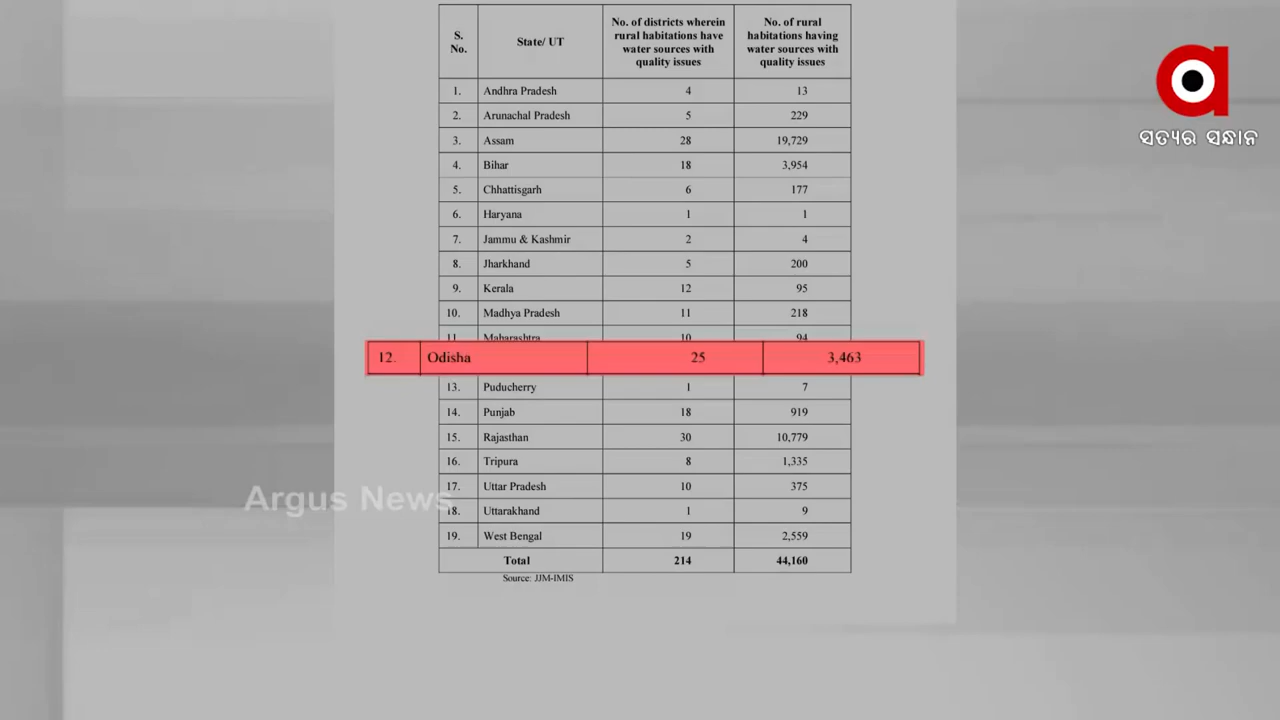 S. No. State/ UT No. of districts wherein rural habitations have water sources with quality issues No. of rural habitations having water sources with quality issues
1. Andhra Pradesh 4 13
2. Arunachal Pradesh 5 229
3. Assam 28 19,729
4. Bihar 18 3,954
5. Chhattisgarh 6 177
6. Haryana 1 1
7. Jammu & Kashmir 2 4
8. Jharkhand 5 200
9. Kerala 12 95
10. Madhya Pradesh 11 218
11. Maharashtra 10 94
12. Odisha 25 3,463
13. Puducherry 1 7
14. Punjab 18 919
15. Rajasthan 30 10,779
16. Tripura 8 1,335
17. Uttar Pradesh 10 375
18. Uttarakhand 1 9
19. West Bengal 19 2,559
Total 214 44,160
Source: JJM-IMIS
ସତ୍ୟର ସନ୍ଧାନ
Argus News